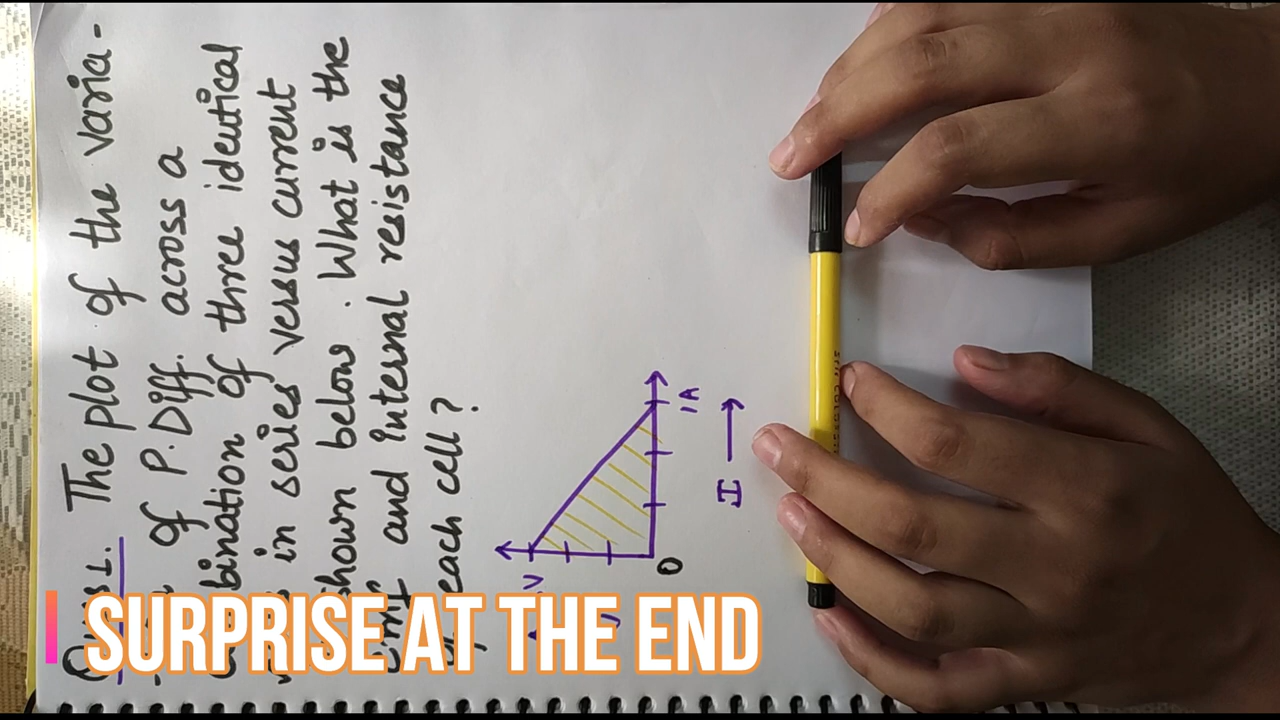 The plot of the varia-
of P.Diff. across a
bination of three identical
in series versus current
shown below. What is the
and Internal resistance
each cell?
V
O
1A
I
SURPRISE AT THE END